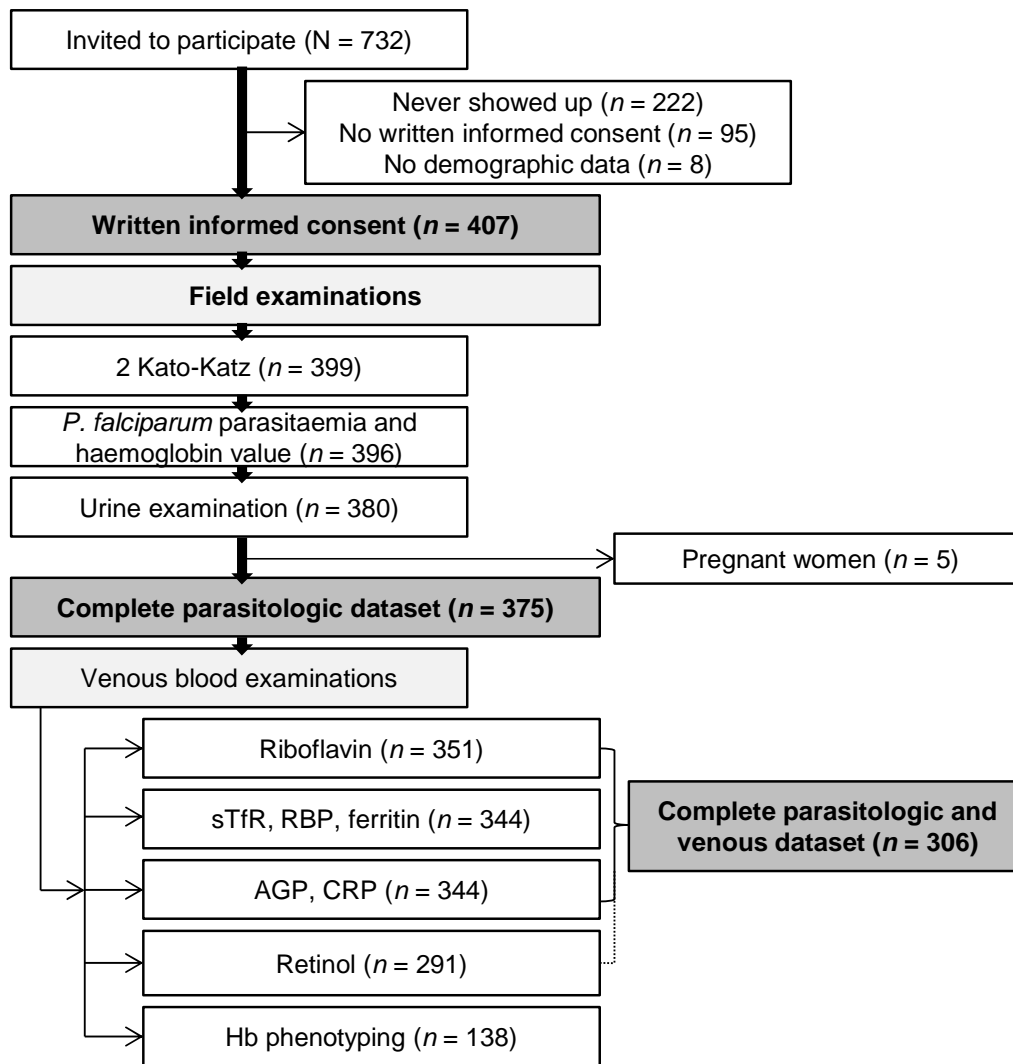 Invited to participate (N = 732)
Never showed up (n = 222)
No written informed consent (n = 95)
No demographic data (n = 8)
Written informed consent (n = 407)
Field examinations
2 Kato-Katz (n = 399)
P. falciparum parasitaemia and
haemoglobin value (n = 396)
Urine examination (n = 380)
Pregnant women (n = 5)
Complete parasitologic dataset (n = 375)
Venous blood examinations
Riboflavin (n = 351)
sTfR, RBP, ferritin (n = 344)
Complete parasitologic and
venous dataset (n = 306)
AGP, CRP (n = 344)
Retinol (n = 291)
Hb phenotyping (n = 138)